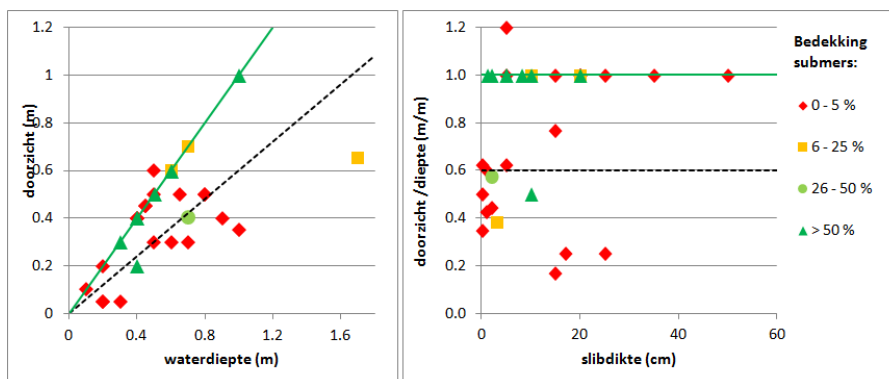 doorzicht (m)
1.2
1.0
0.8
0.6
0.4
0.2
0
0
0.4
0.8
1.2
1.6
waterdiepte (m)
doorzicht /diepte (m/m)
1.2
1.0
0.8
0.6
0.4
0.2
0.0
0
20
40
60
slibdikte (cm)
Bedekking
submers:
0 - 5 %
6 - 25 %
26 - 50 %
> 50 %